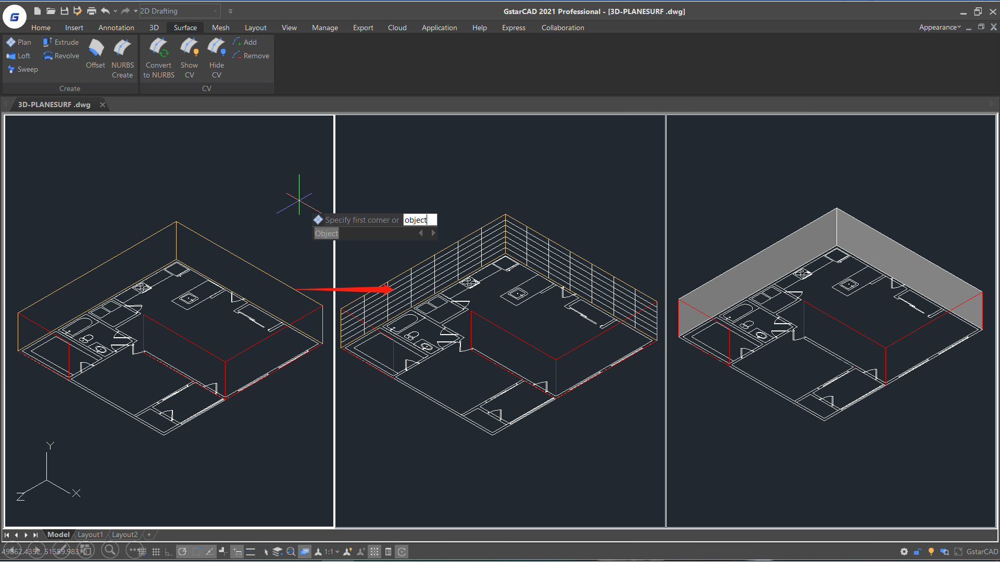 2D Drafting
GstarCAD 2021 Professional - [3D-PLANESURF .dwg]
Home Insert Annotation 3D Surface Mesh Layout View Manage Export Cloud Application Help Express Collaboration Appearance
Plan Extrude
Loft Revolve
Sweep
Offset
NURBS
Create
Convert
to NURBS
Show
CV
Hide
CV
Add
Remove
Create CV
3D-PLANESURF .dwg
Specify first corner or object
Object
Y
X
Z
Model Layout1 Layout2 +
49862.4352, 51559.983, 0
1:1
GstarCAD